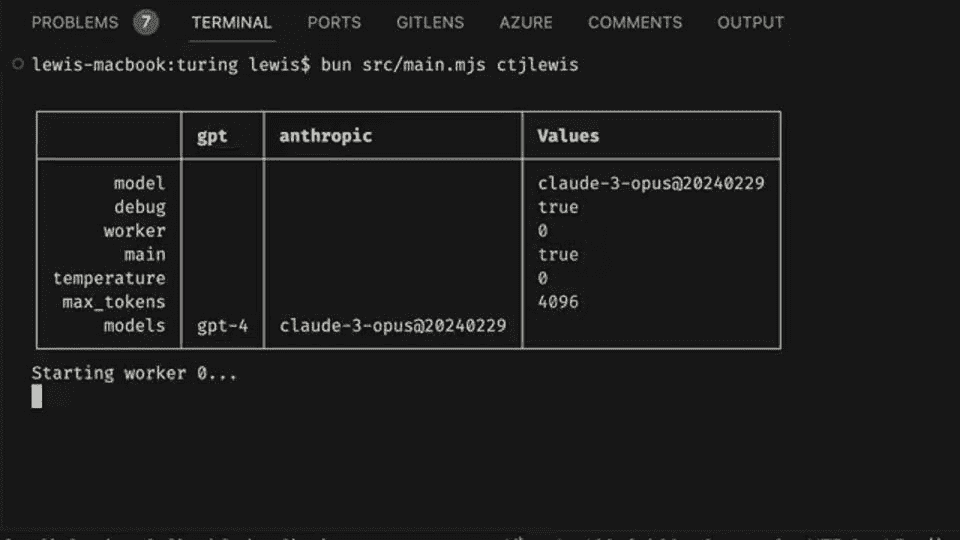 PROBLEMS 7 TERMINAL PORTS GITLENS AZURE COMMENTS OUTPUT
lewis-macbook:turing lewis$ bun src/main.mjs ctjlewis
gpt anthropic Values
model claude-3-opus@20240229
debug true
worker 0
main true
temperature 0
max_tokens 4096
models gpt-4 claude-3-opus@20240229
Starting worker 0...